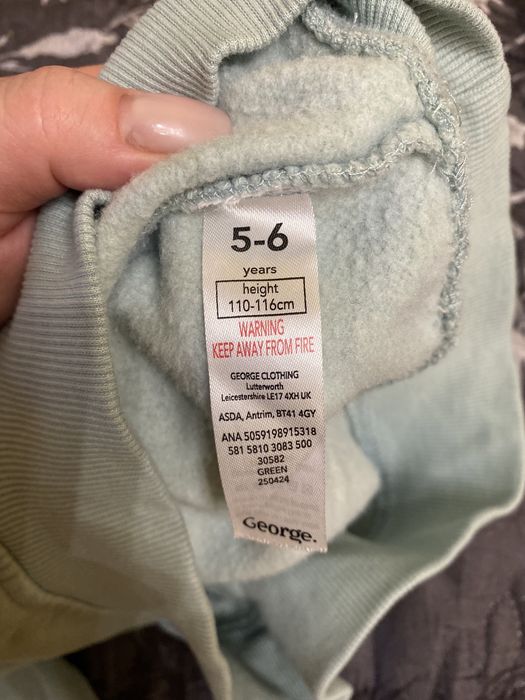 5-6
years
height
110-116cm
WARNING
KEEP AWAY FROM FIRE
GEORGE CLOTHING
Lutterworth
Leicestershire LE17 4XH UK
ASDA, Antrim, BT41 4GY
ANA 5059198915318
581 5810 3083 500
30582
GREEN
250424
George.